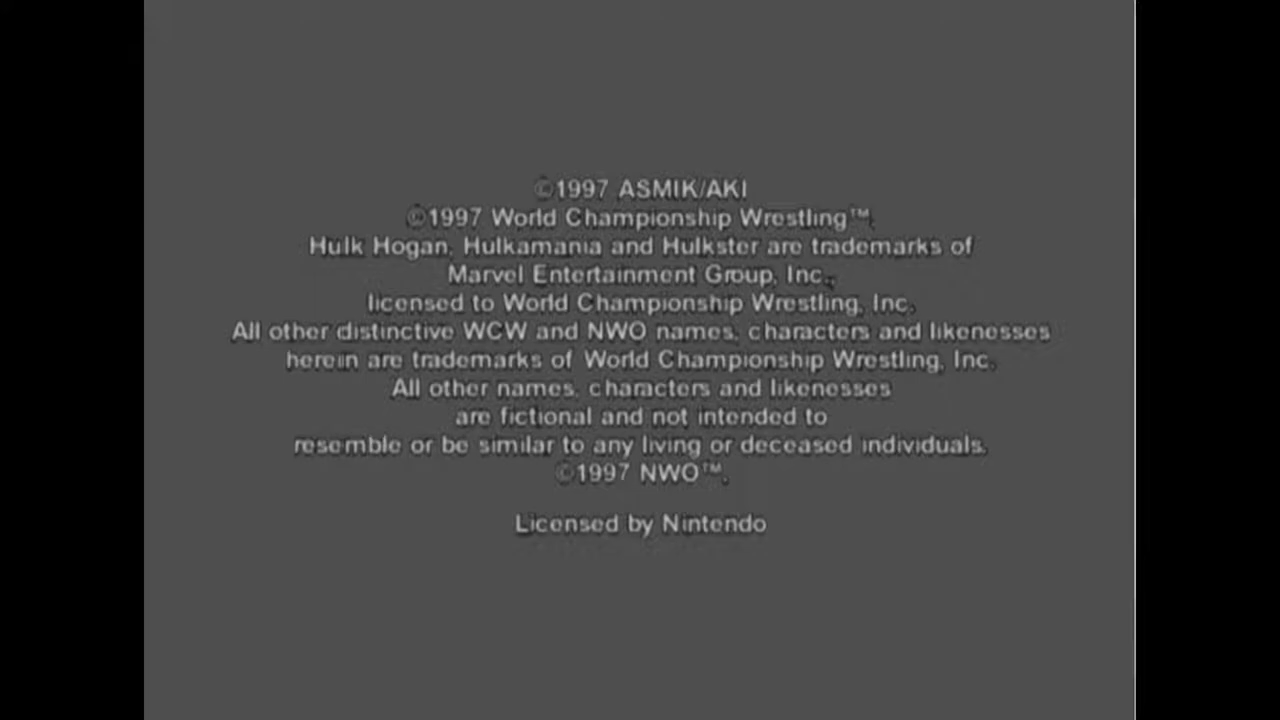 ©1997 ASMIK/AKI
©1997 World Championship Wrestling™.
Hulk Hogan, Hulkamania and Hulkster are trademarks of
Marvel Entertainment Group, Inc.,
licensed to World Championship Wrestling, Inc.
All other distinctive WCW and NWO names, characters and likenesses
herein are trademarks of World Championship Wrestling, Inc.
All other names, characters and likenesses
are fictional and not intended to
resemble or be similar to any living or deceased individuals.
©1997 NWO™.
Licensed by Nintendo